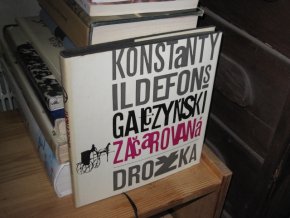 KONSTANTY
ILDEFONS
GAŁCZYŃSKI
ZAČAROVANÁ
DROŽKA